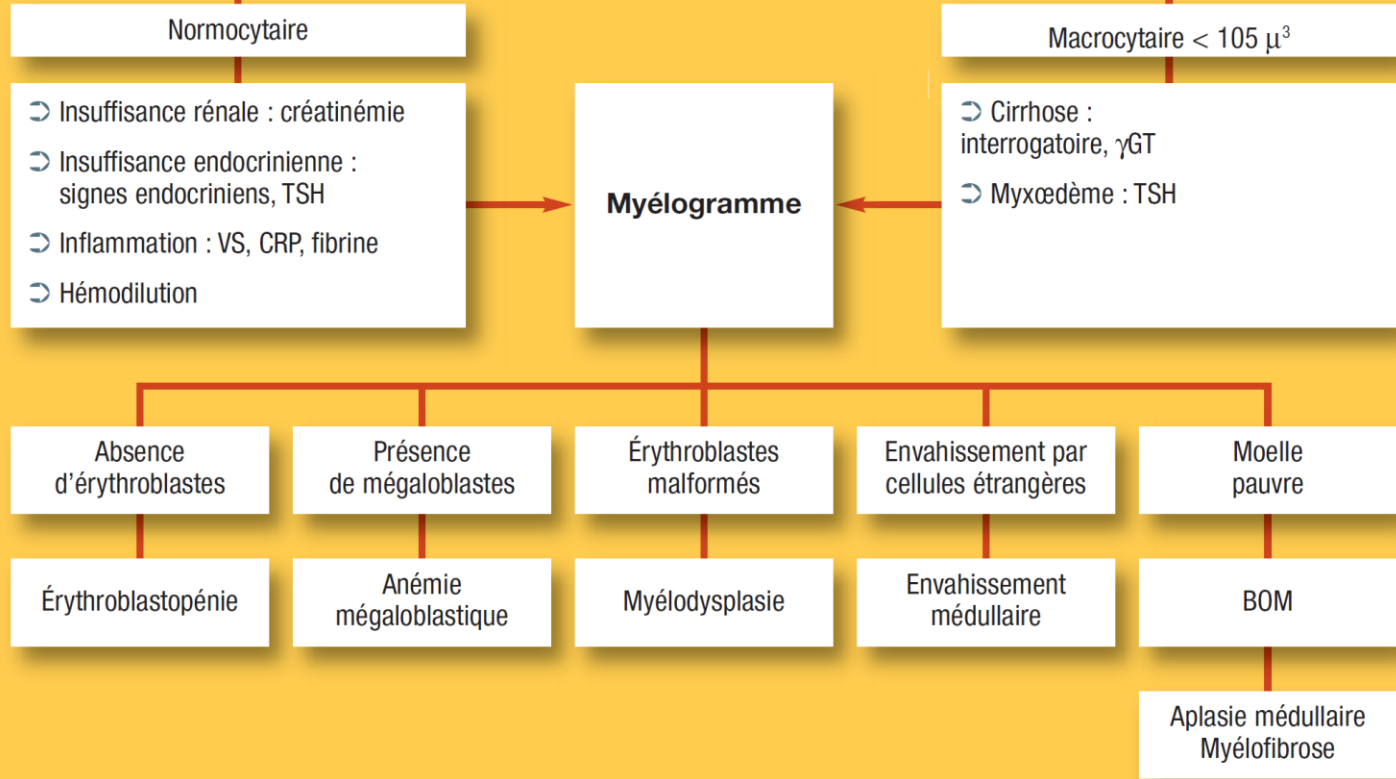 Normocytaire
Macrocytaire < 105 μ³
➲ Insuffisance rénale : créatinémie
➲ Insuffisance endocrinienne :
signes endocriniens, TSH
➲ Inflammation : VS, CRP, fibrine
➲ Hémodilution
Myélogramme
➲ Cirrhose :
interrogatoire, γGT
➲ Myxœdème : TSH
Absence
d'érythroblastes
Présence
de mégaloblastes
Érythroblastes
malformés
Envahissement par
cellules étrangères
Moelle
pauvre
Érythroblastopénie
Anémie
mégaloblastique
Myélodysplasie
Envahissement
médullaire
BOM
Aplasie médullaire
Myélofibrose